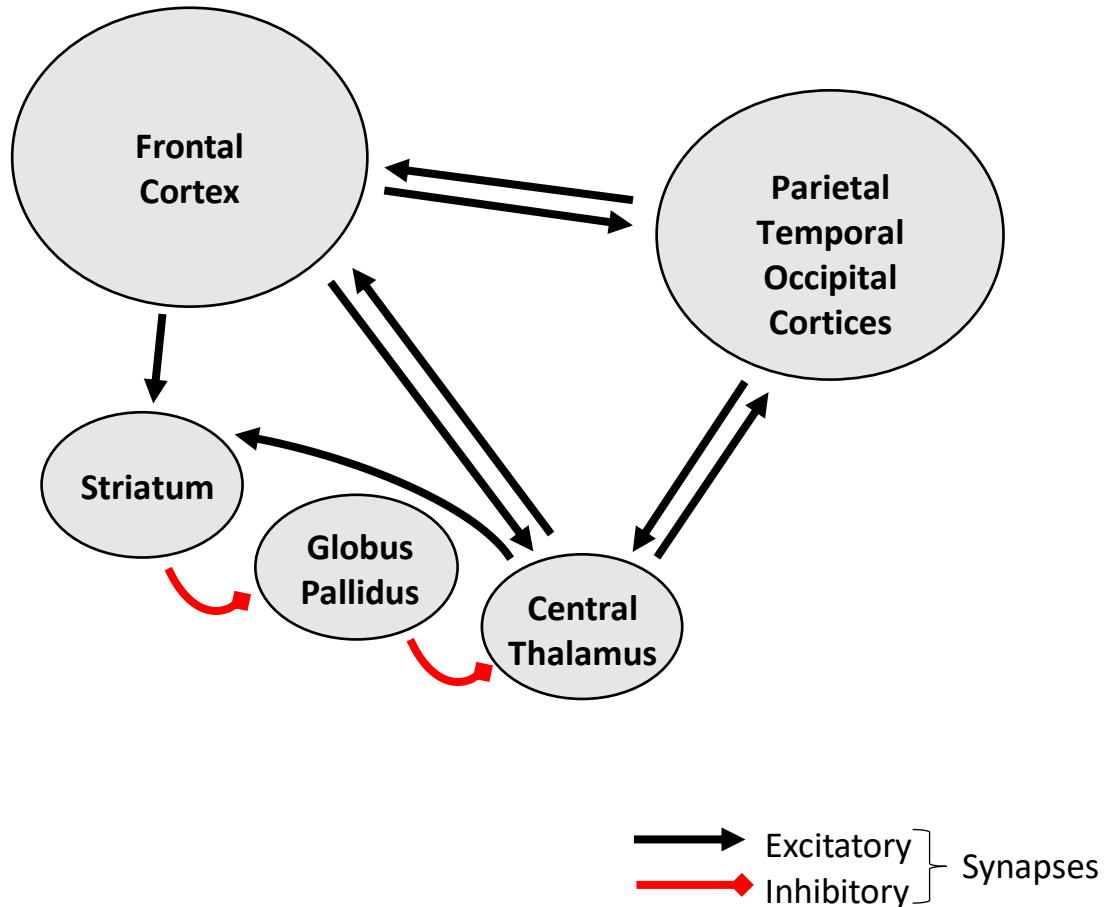 Frontal
Cortex
Parietal
Temporal
Occipital
Cortices
Striatum
Globus
Pallidus
Central
Thalamus
Excitatory
Inhibitory
Synapses